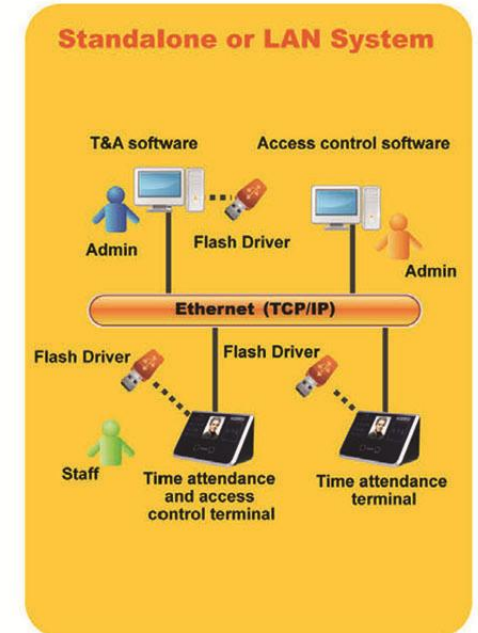 Standalone or LAN System
T&A software
Access control software
Admin
Flash Driver
Admin
Ethernet (TCP/IP)
Flash Driver
Flash Driver
Staff
Time attendance
and access
control terminal
Time attendance
terminal